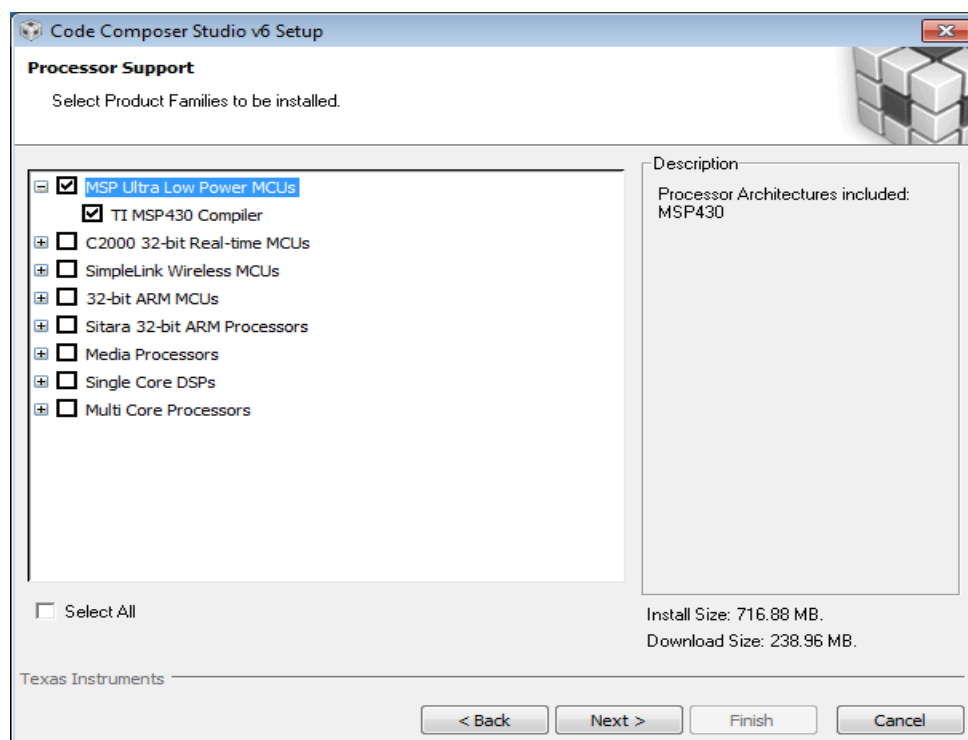 Code Composer Studio v6 Setup
Processor Support
Select Product Families to be installed.
MSP Ultra Low Power MCUs
TI MSP430 Compiler
C2000 32-bit Real-time MCUs
SimpleLink Wireless MCUs
32-bit ARM MCUs
Sitara 32-bit ARM Processors
Media Processors
Single Core DSPs
Multi Core Processors
Select All
Description
Processor Architectures included:
MSP430
Install Size: 716.88 MB.
Download Size: 238.96 MB.
Texas Instruments
< Back
Next >
Finish
Cancel